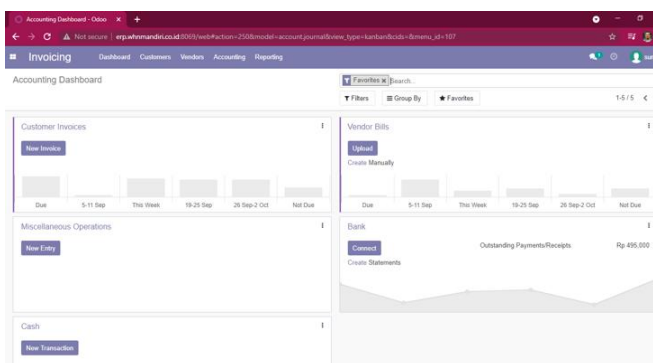 Accounting Dashboard - Odoo
Not secure | erp.whnmandiri.co.id:8069/web#action=250&model=account.journal&view_type=kanban&cids=&menu_id=107
Invoicing Dashboard Customers Vendors Accounting Reporting
Accounting Dashboard
Favorites Search...
Filters Group By Favorites 1-5 / 5
Customer Invoices
New Invoice
Due 5-11 Sep This Week 19-25 Sep 26 Sep-2 Oct Not Due
Vendor Bills
Upload
Create Manually
Due 5-11 Sep This Week 19-25 Sep 26 Sep-2 Oct Not Due
Miscellaneous Operations
New Entry
Bank
Connect Outstanding Payments/Receipts Rp 495,000
Create Statements
Cash
New Transaction